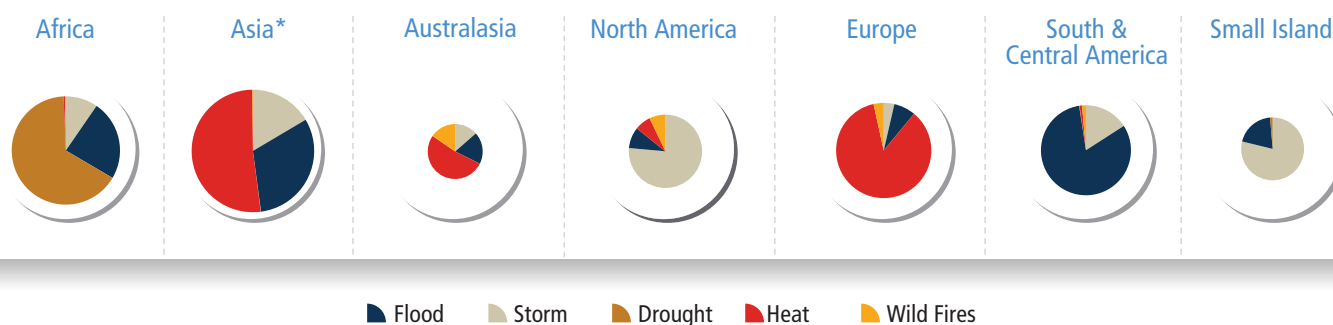 Africa
Asia*
Australasia
North America
Europe
South &
Central America
Small Island
Flood
Storm
Drought
Heat
Wild Fires